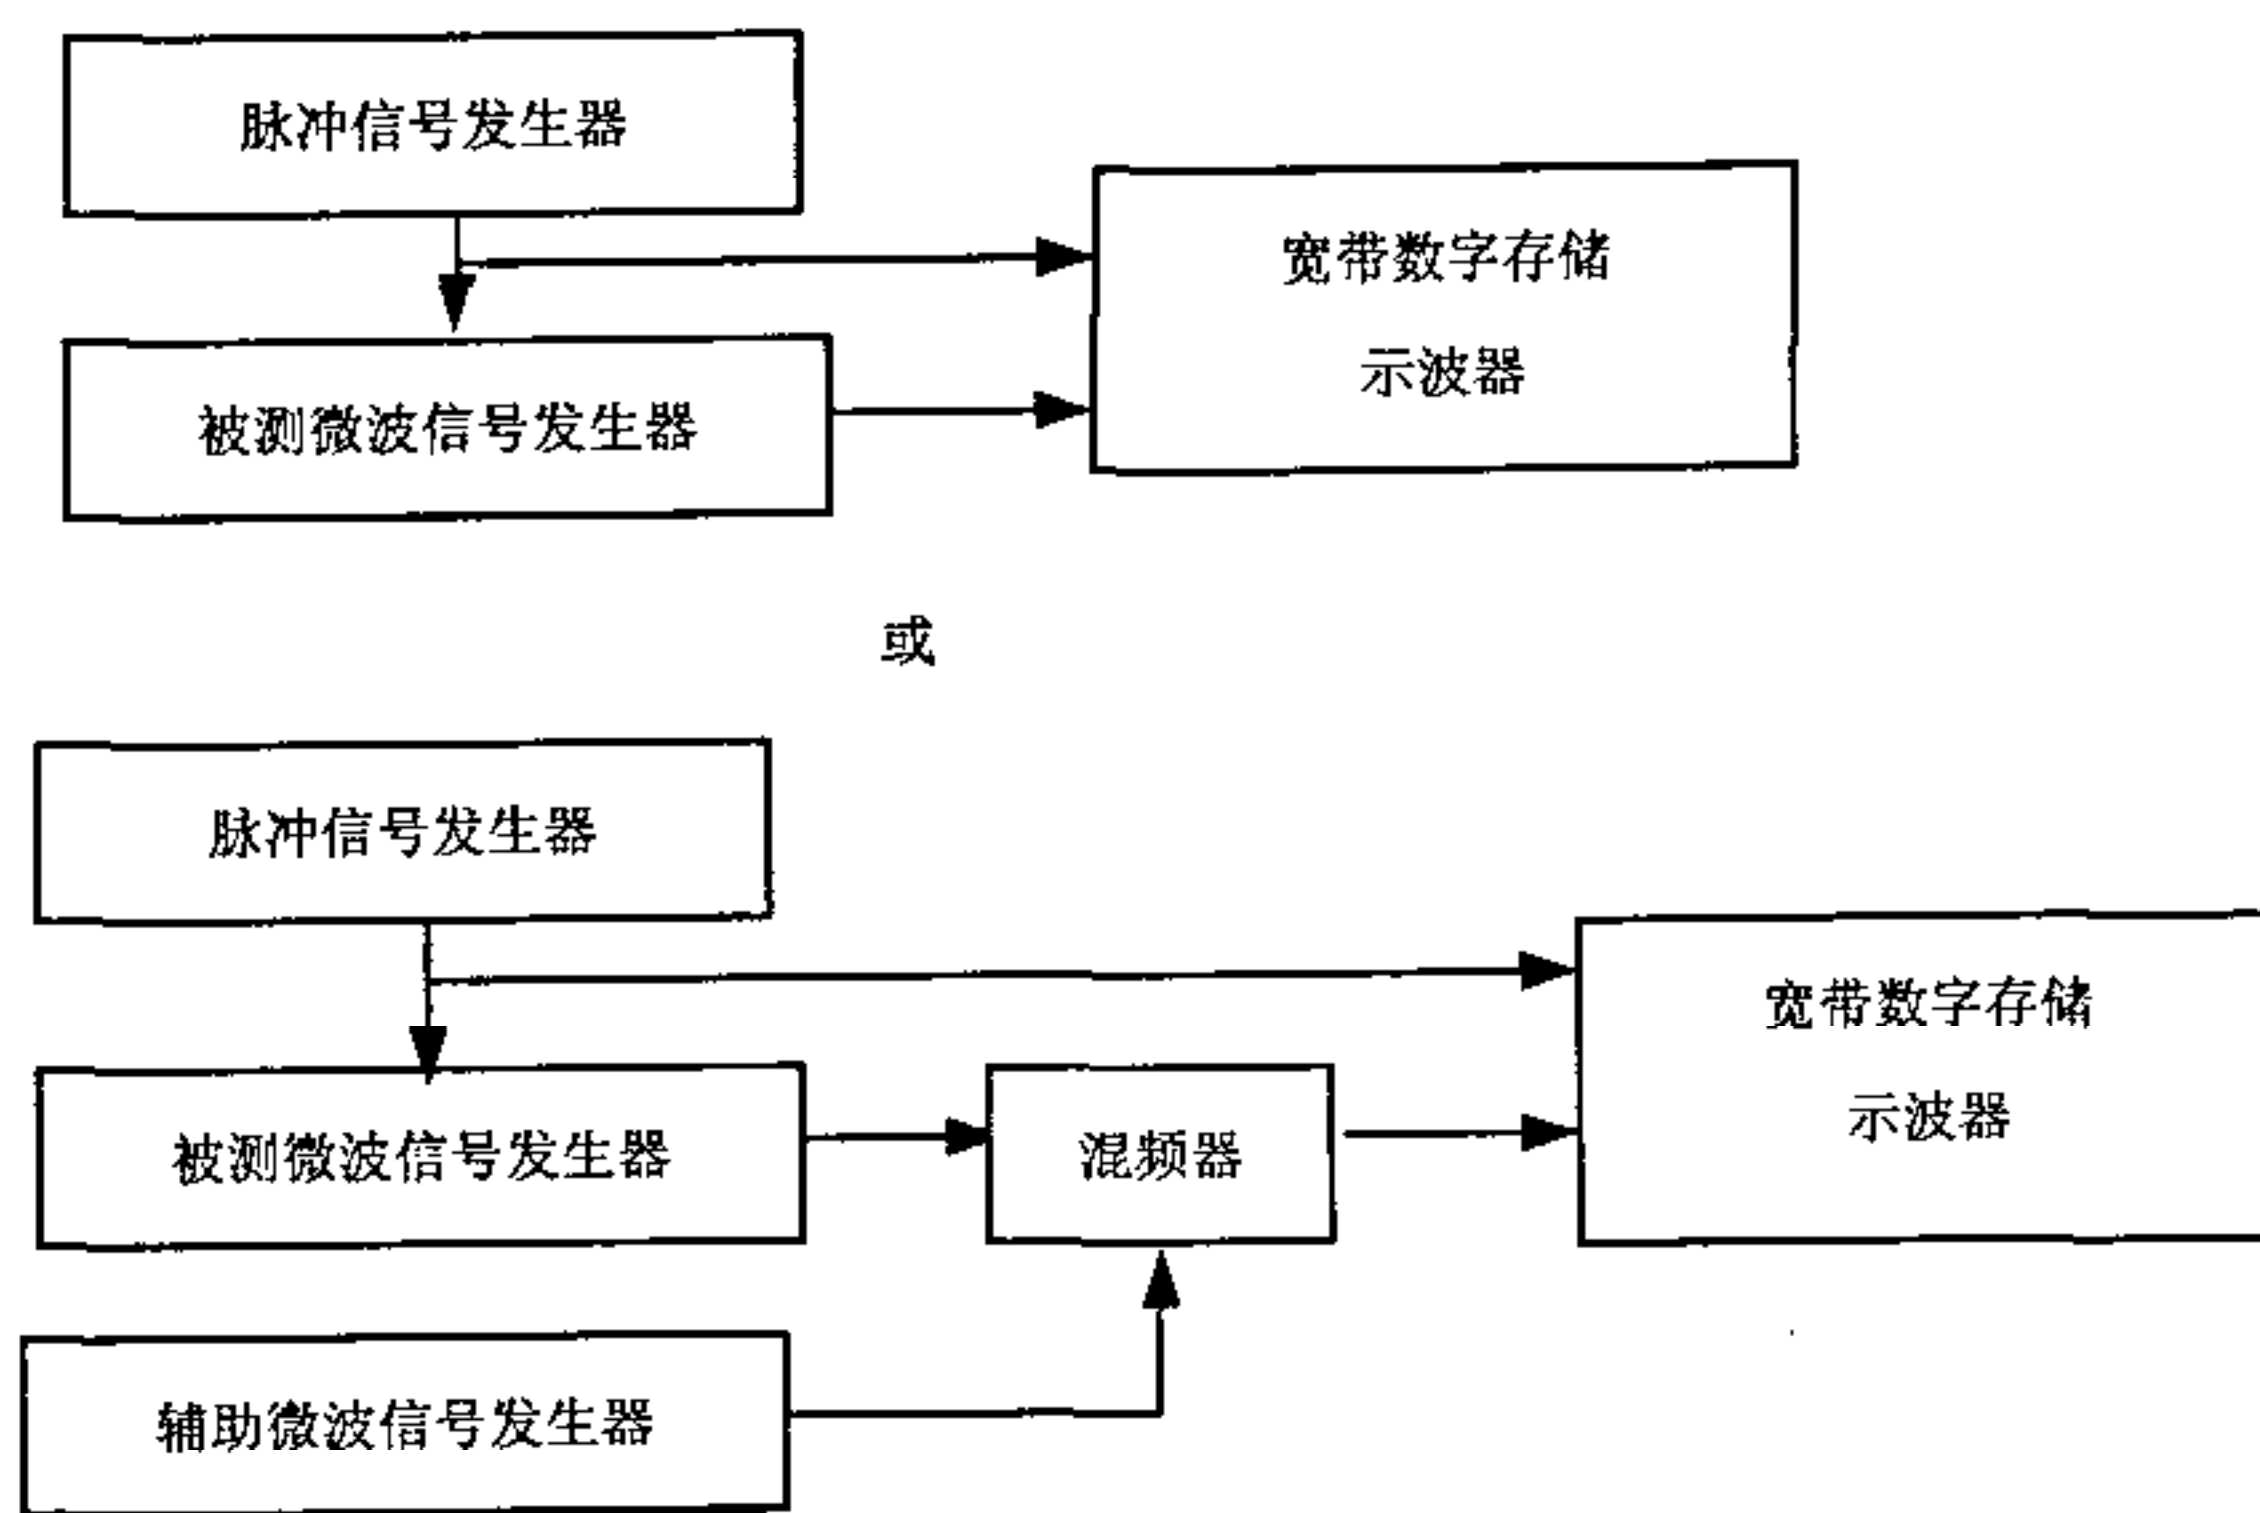 脉冲信号发生器
宽带数字存储
示波器
被测微波信号发生器
或
脉冲信号发生器
宽带数字存储
示波器
被测微波信号发生器
混频器
辅助微波信号发生器